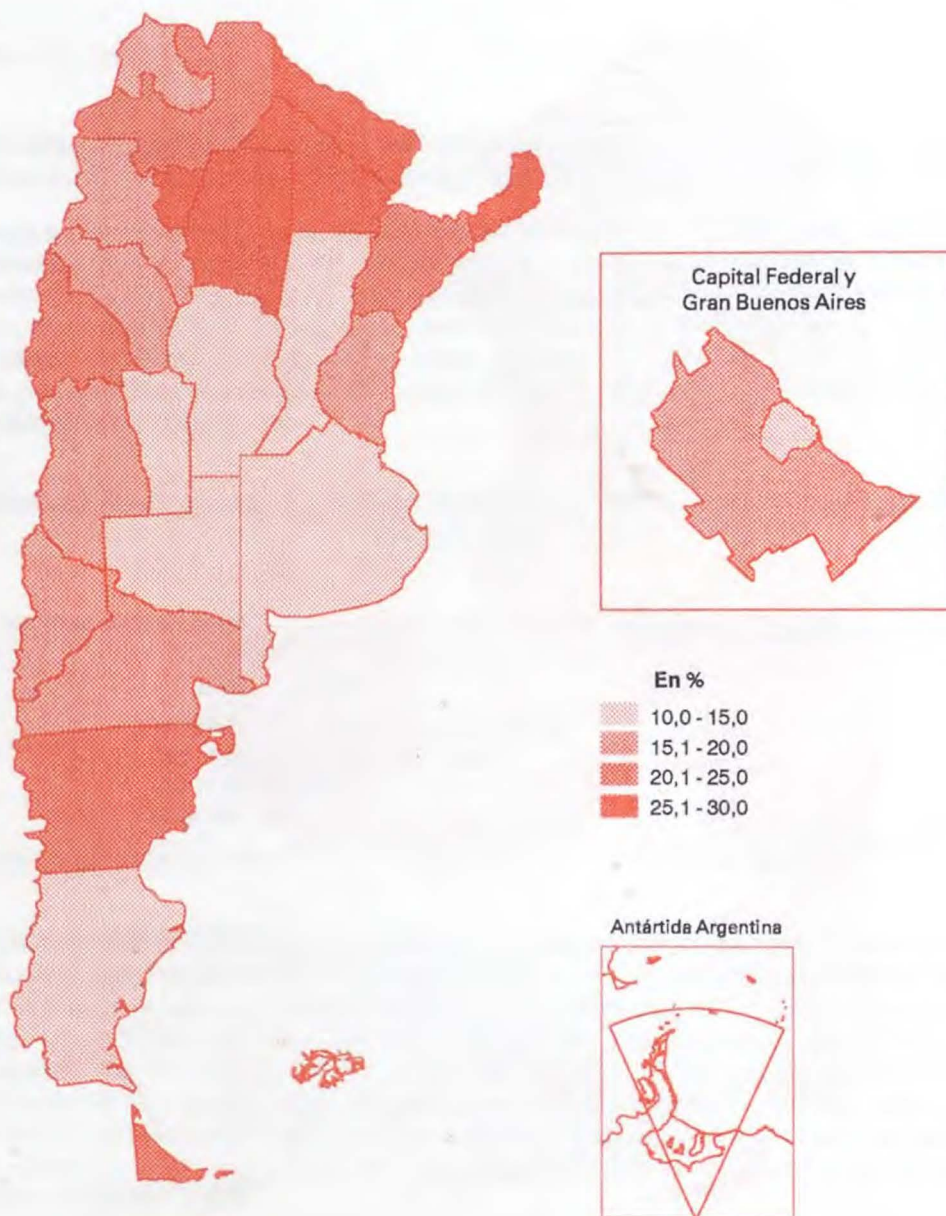 Capital Federal y
Gran Buenos Aires
En %
10,0 - 15,0
15,1 - 20,0
20,1 - 25,0
25,1 - 30,0
Antártida Argentina